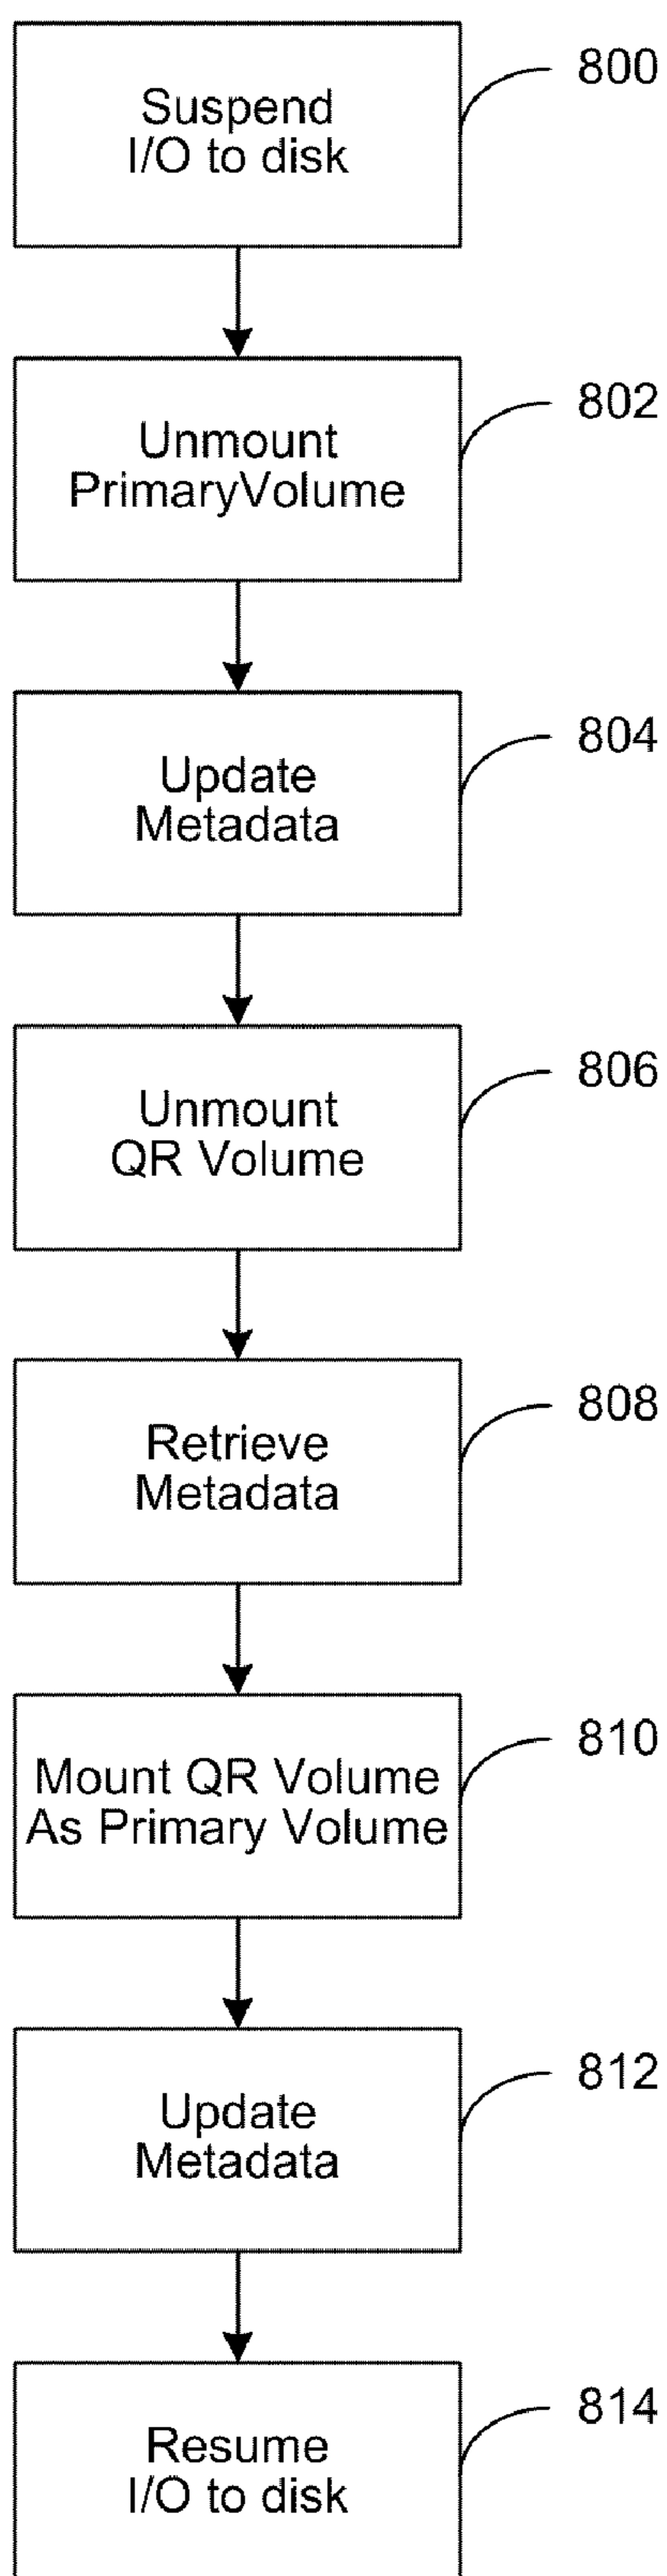 Suspend
I/O to disk
800
Unmount
PrimaryVolume
802
Update
Metadata
804
Unmount
QR Volume
806
Retrieve
Metadata
808
Mount QR Volume
As Primary Volume
810
Update
Metadata
812
Resume
I/O to disk
814